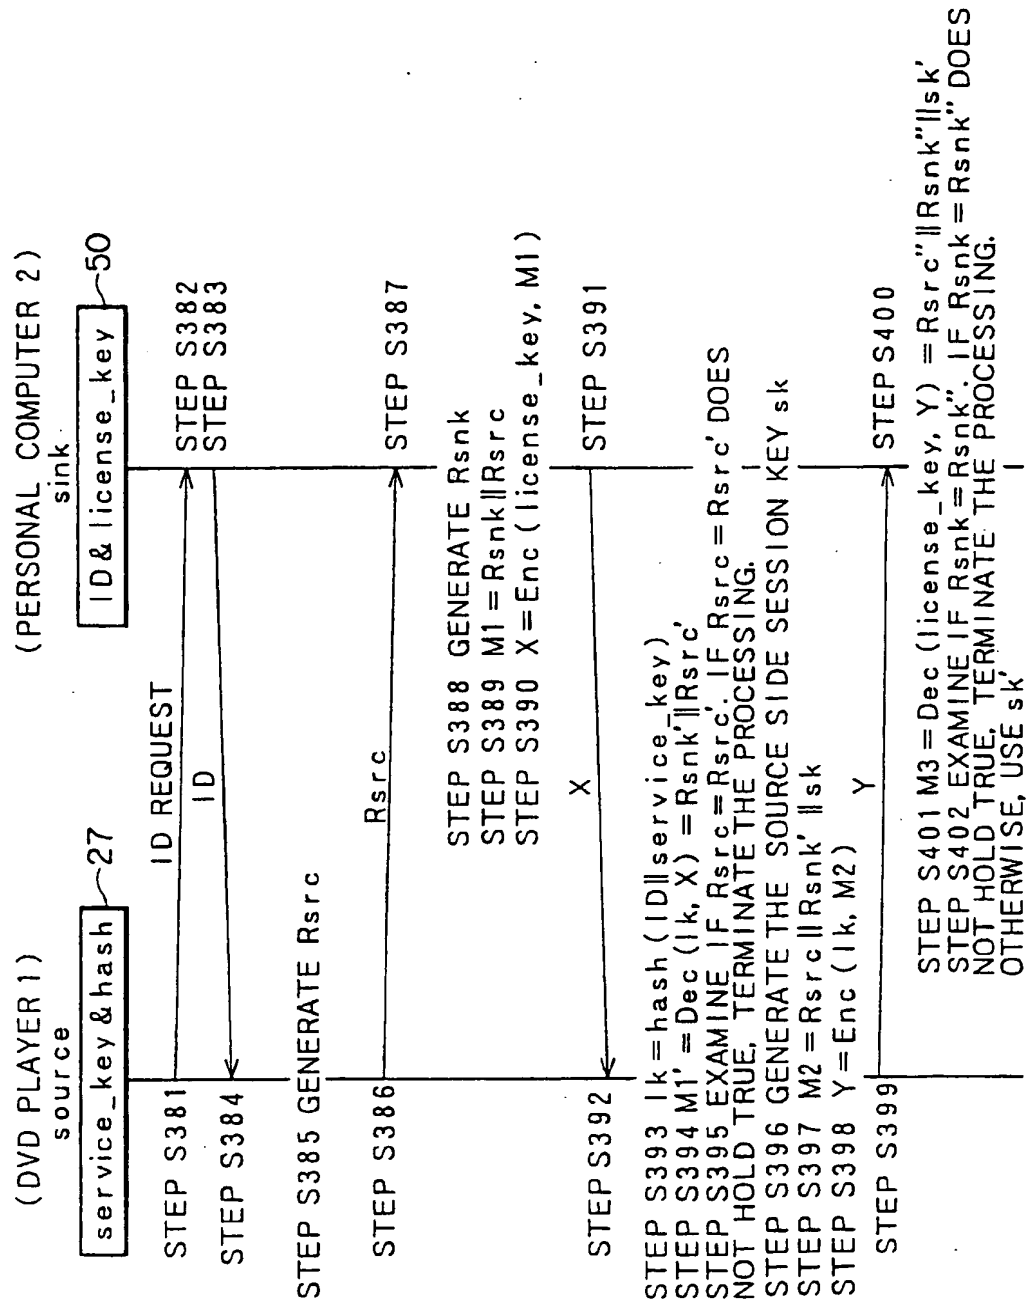 (DVD PLAYER 1)
source
(PERSONAL COMPUTER 2)
sink
service_key & hash
27
ID & license_key
50
STEP S381
ID REQUEST
STEP S382
STEP S383
ID
STEP S384
STEP S385 GENERATE Rsrc
STEP S386
Rsrc
STEP S387
STEP S388 GENERATE Rsnk
STEP S389 M1=Rsnk||Rsrc
STEP S390 X=Enc(license_key, M1)
STEP S391
X
STEP S392
STEP S393 lk=hash(ID||service_key)
STEP S394 M1'=Dec(lk, X)=Rsnk'||Rsrc'
STEP S395 EXAMINE IF Rsrc=Rsrc'. IF Rsrc=Rsrc' DOES
NOT HOLD TRUE, TERMINATE THE PROCESSING.
STEP S396 GENERATE THE SOURCE SIDE SESSION KEY sk
STEP S397 M2=Rsrc||Rsnk'||sk
STEP S398 Y=Enc(lk, M2)
STEP S399
Y
STEP S400
STEP S401 M3=Dec(license_key, Y)=Rsrc"||Rsnk"||sk'
STEP S402 EXAMINE IF Rsnk=Rsnk". IF Rsnk=Rsnk" DOES
NOT HOLD TRUE, TERMINATE THE PROCESSING.
OTHERWISE, USE sk'